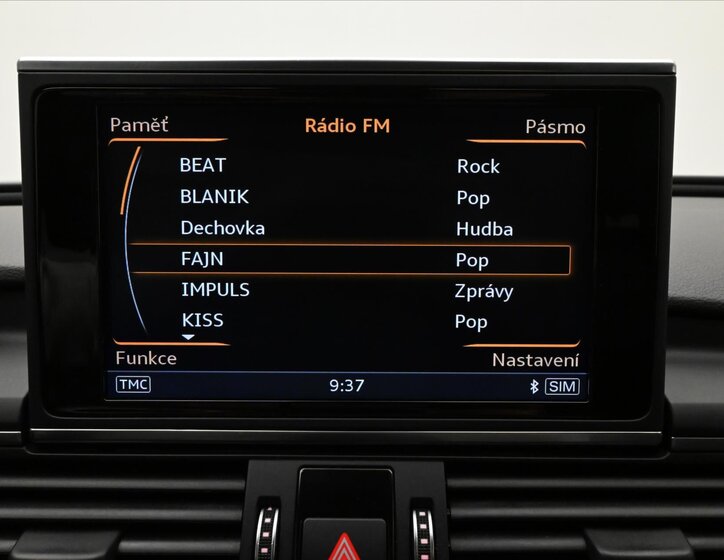 Paměť Rádio FM Pásmo
BEAT Rock
BLANIK Pop
Dechovka Hudba
FAJN Pop
IMPULS Zprávy
KISS Pop
Funkce Nastavení
TMC 9:37 SIM